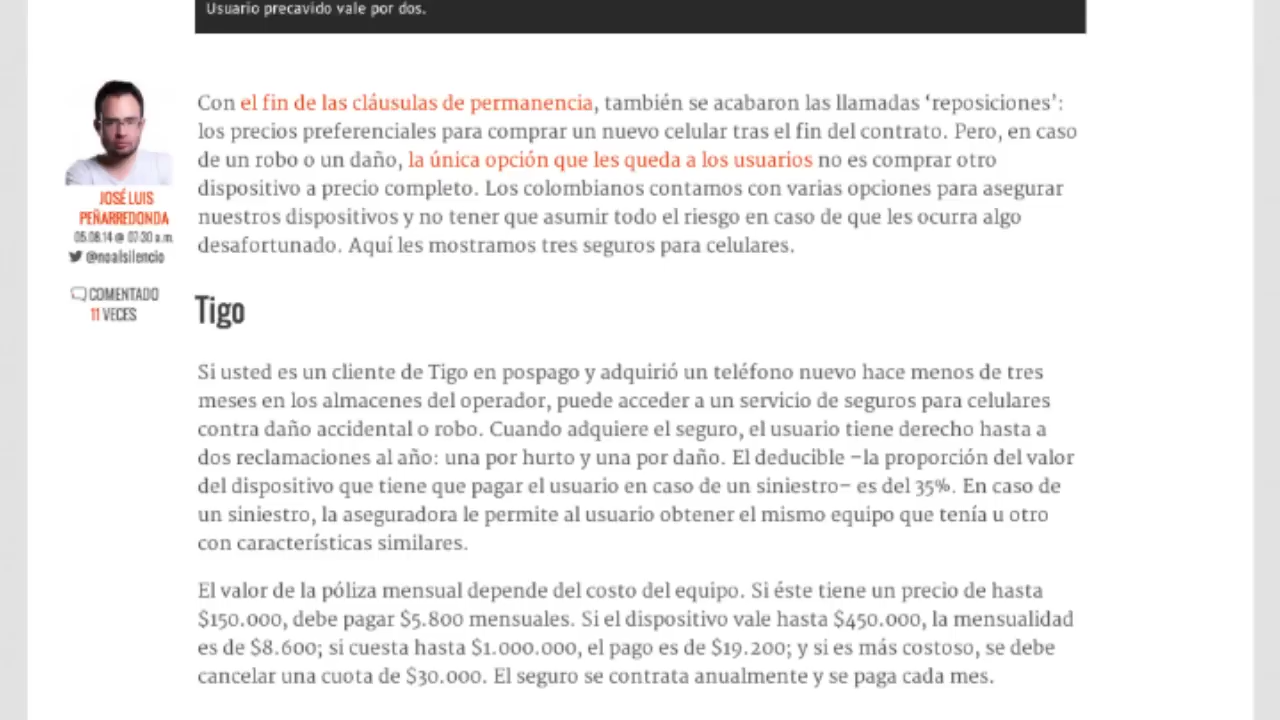 Usuario precavido vale por dos.
JOSÉ LUIS
PEÑARREDONDA
05.08.14 @ 07:30 a.m.
@noalsilencio
COMENTADO
11 VECES
Con el fin de las cláusulas de permanencia, también se acabaron las llamadas ‘reposiciones’:
los precios preferenciales para comprar un nuevo celular tras el fin del contrato. Pero, en caso
de un robo o un daño, la única opción que les queda a los usuarios no es comprar otro
dispositivo a precio completo. Los colombianos contamos con varias opciones para asegurar
nuestros dispositivos y no tener que asumir todo el riesgo en caso de que les ocurra algo
desafortunado. Aquí les mostramos tres seguros para celulares.
Tigo
Si usted es un cliente de Tigo en pospago y adquirió un teléfono nuevo hace menos de tres
meses en los almacenes del operador, puede acceder a un servicio de seguros para celulares
contra daño accidental o robo. Cuando adquiere el seguro, el usuario tiene derecho hasta a
dos reclamaciones al año: una por hurto y una por daño. El deducible –la proporción del valor
del dispositivo que tiene que pagar el usuario en caso de un siniestro– es del 35%. En caso de
un siniestro, la aseguradora le permite al usuario obtener el mismo equipo que tenía u otro
con características similares.
El valor de la póliza mensual depende del costo del equipo. Si éste tiene un precio de hasta
$150.000, debe pagar $5.800 mensuales. Si el dispositivo vale hasta $450.000, la mensualidad
es de $8.600; si cuesta hasta $1.000.000, el pago es de $19.200; y si es más costoso, se debe
cancelar una cuota de $30.000. El seguro se contrata anualmente y se paga cada mes.